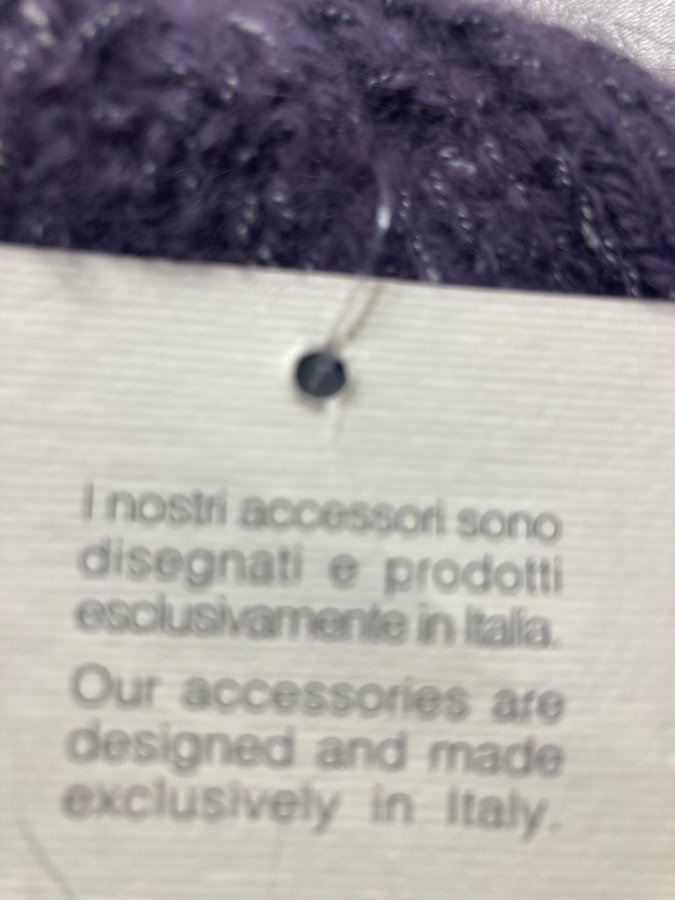 I nostri accessori sono
disegnati e prodotti
esclusivamente in Italia.
Our accessories are
designed and made
exclusively in Italy.